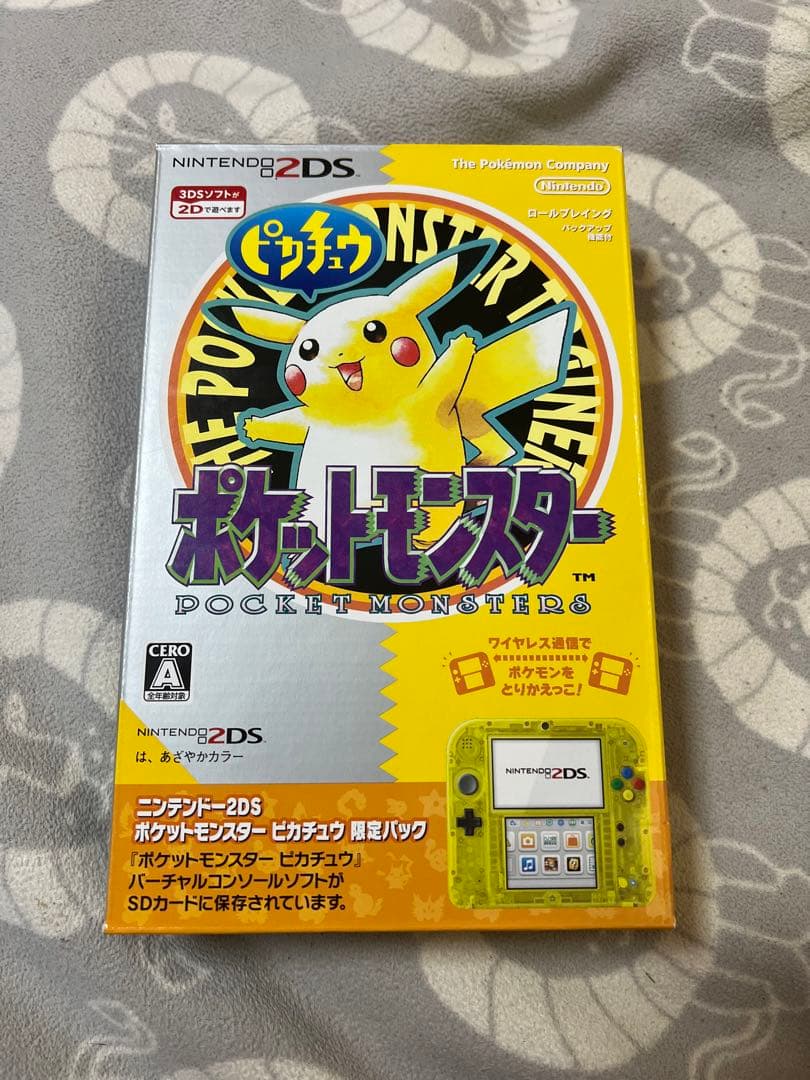 NINTENDO 2DS™
The Pokémon Company
Nintendo
3DSソフトが
2Dで遊べます
ロールプレイング
バックアップ
機能付
ピカチュウ
THE POCKET MONSTER TRAINER
ポケットモンスター
™
POCKET MONSTERS
CERO
A
全年齢対象
ワイヤレス通信で
ポケモンを
とりかえっこ!
NINTENDO 2DS™
は、あざやかカラー
NINTENDO 2DS™
ニンテンドー2DS
ポケットモンスター ピカチュウ 限定パック
『ポケットモンスター ピカチュウ』
バーチャルコンソールソフトが
SDカードに保存されています。